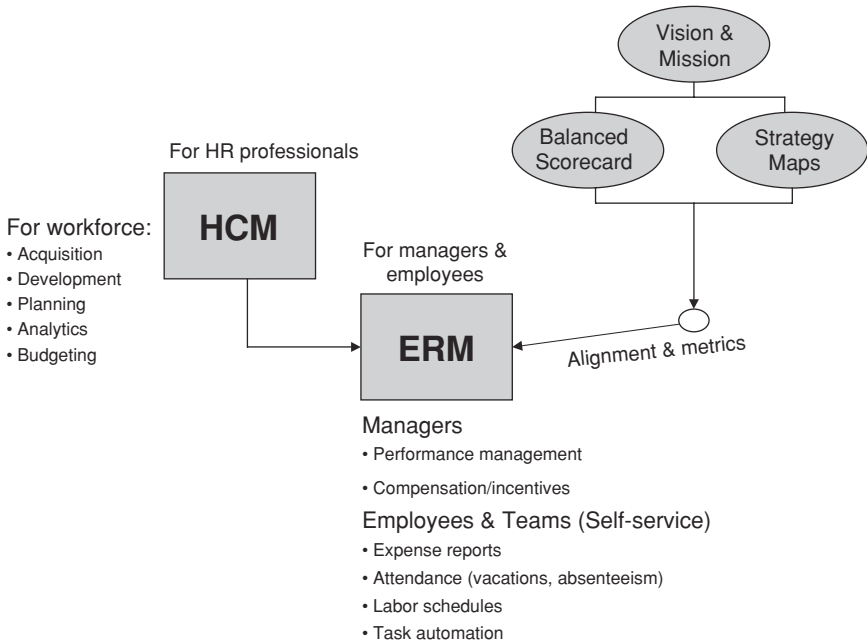 Vision &
Mission
Balanced
Scorecard
Strategy
Maps
For HR professionals
HCM
For workforce:
• Acquisition
• Development
• Planning
• Analytics
• Budgeting
For managers &
employees
ERM
Alignment & metrics
Managers
• Performance management
• Compensation/incentives
Employees & Teams (Self-service)
• Expense reports
• Attendance (vacations, absenteeism)
• Labor schedules
• Task automation